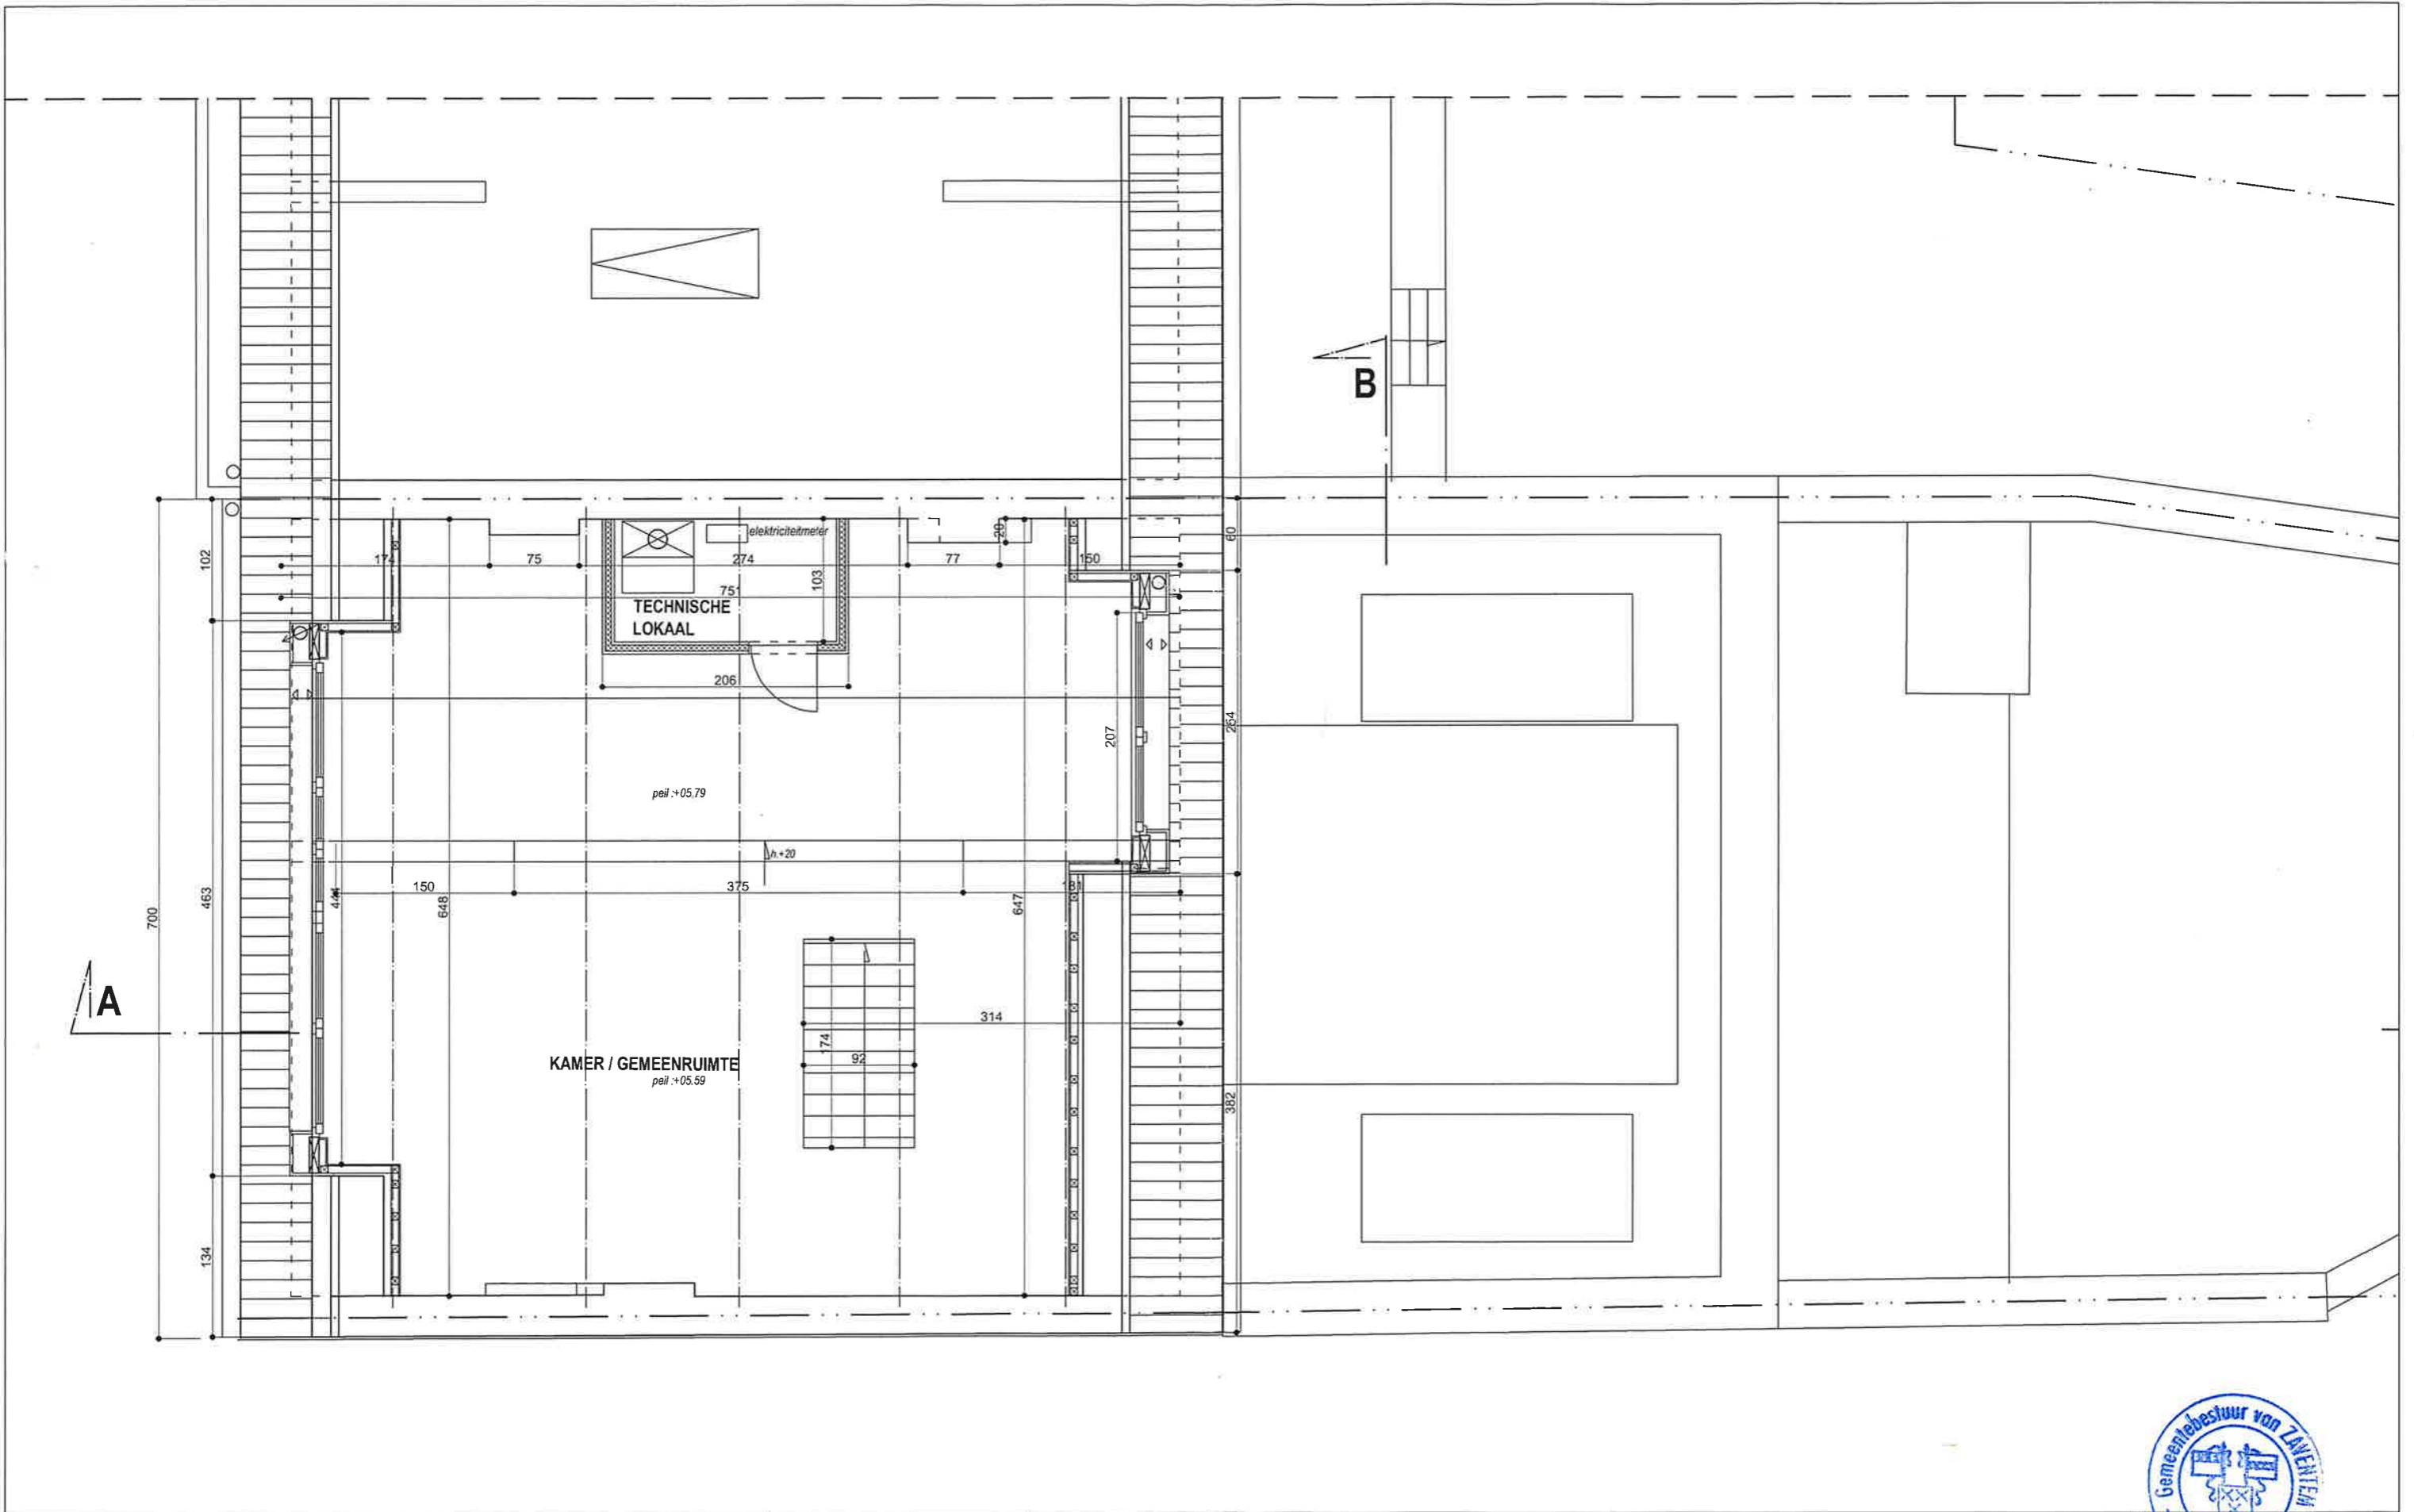 B
elektriciteitmeter
20
60
102
174
75
274
77
150
103
751
TECHNISCHE
LOKAAL
206
207
264
peil :+05.79
h.+20
150
375
181
444
648
647
463
700
A
314
174
92
KAMER / GEMEENRUIMTE
peil :+05.59
382
134
Gemeentebestuur van ZAVENTEM